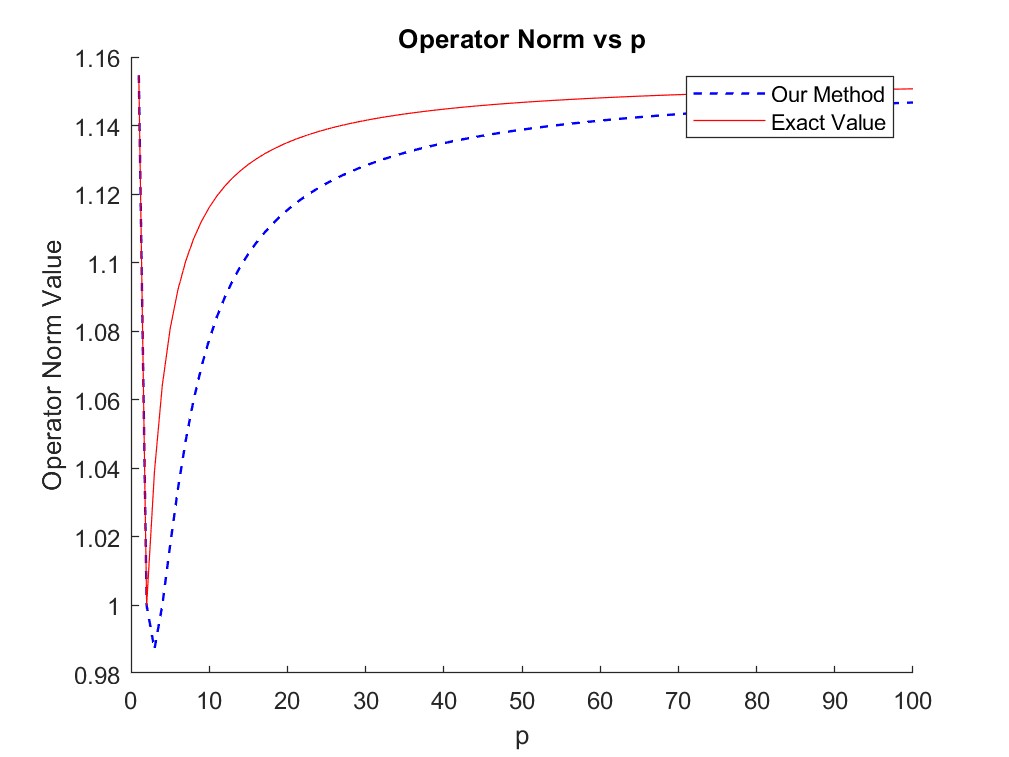 Operator Norm vs p
1.16
1.14
1.12
1.1
1.08
1.06
1.04
1.02
1
0.98
Operator Norm Value
Our Method
Exact Value
0 10 20 30 40 50 60 70 80 90 100
p